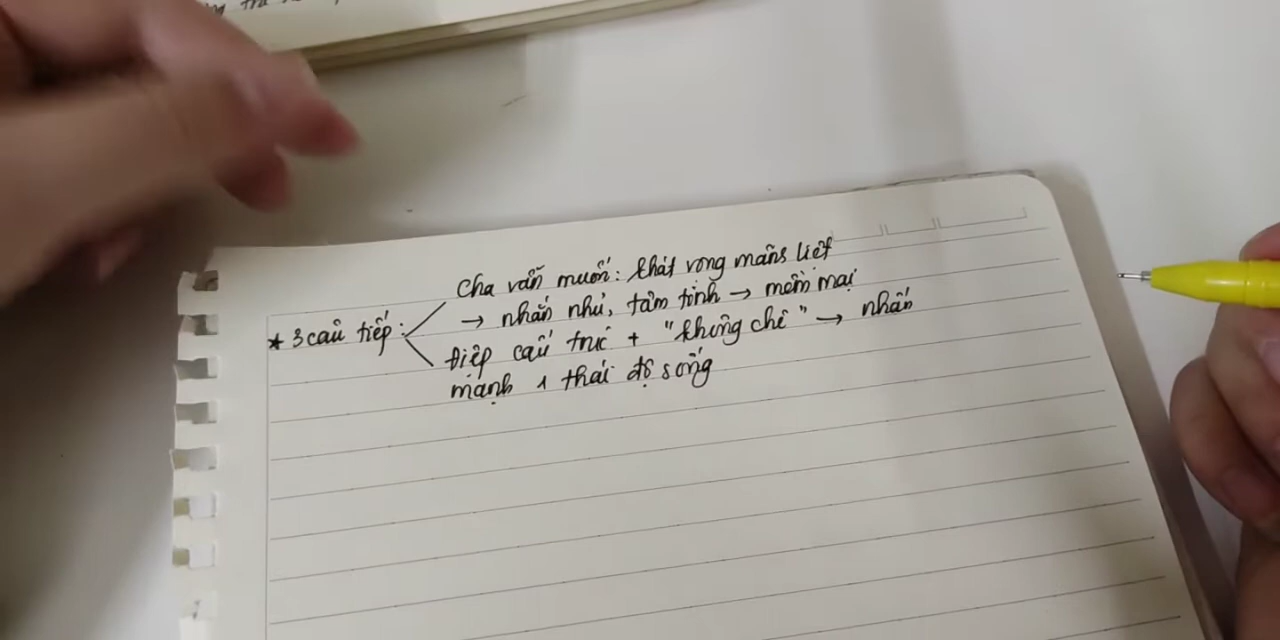 Cha vẫn muốn: khát vọng mãnh liệt
→ nhắn nhủ, tâm tình → mềm mại
* 3 câu tiếp:
điệp cấu trúc + "không chê" → nhấn
mạnh 1 thái độ sống